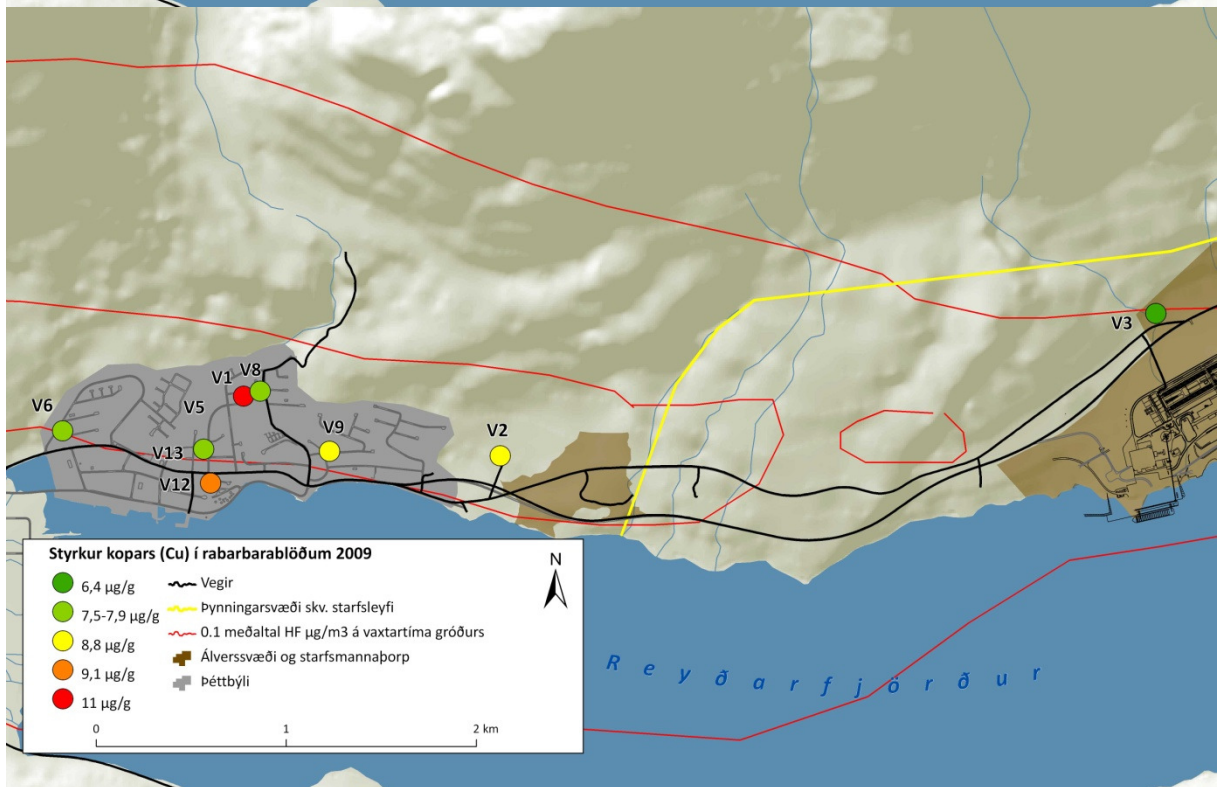 V3
V1
V8
V6
V5
V9
V2
V13
V12
Styrkur kopars (Cu) í rabarbarablöðum 2009
6,4 µg/g
7,5-7,9 µg/g
8,8 µg/g
9,1 µg/g
11 µg/g
Vegir
Þynningarsvæði skv. starfsleyfi
0.1 meðaltal HF µg/m3 á vaxtartíma gróðurs
Álverssvæði og starfsmannaþorp
Þéttbýli
N
0 1 2 km
Reyðarfjörður